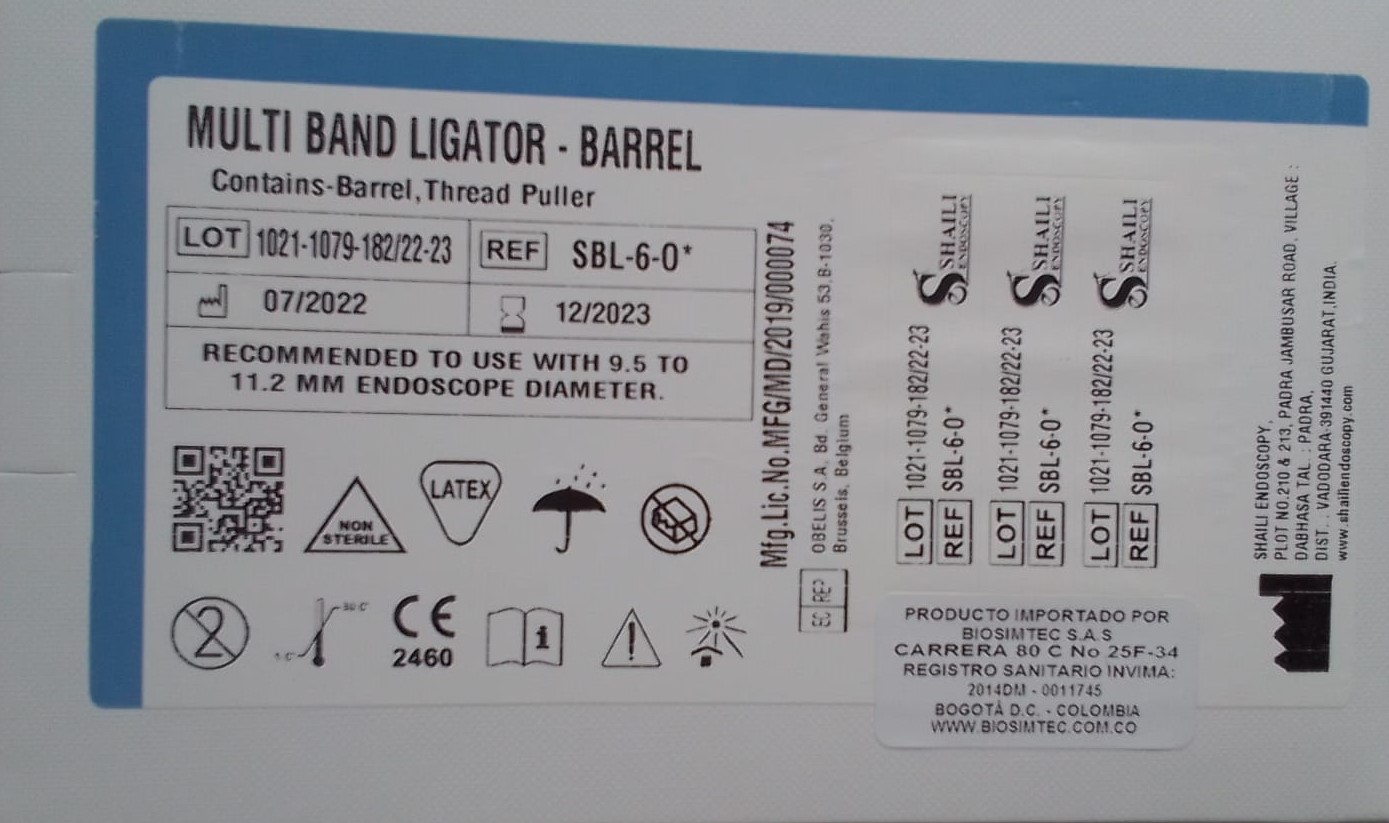 MULTI BAND LIGATOR - BARREL
Contains-Barrel,Thread Puller
LOT 1021-1079-182/22-23
REF SBL-6-0*
07/2022
12/2023
RECOMMENDED TO USE WITH 9.5 TO
11.2 MM ENDOSCOPE DIAMETER.
NON
STERILE
LATEX
2
30°C
CE
2460
i
!
Mfg.Lic.No.MFG/MD/2019/000074
EC REP
OBELIS S.A, Bd. General Wahis 53,B-1030,
Brussels, Belgium
LOT 1021-1079-182/22-23
REF SBL-6-0*
SHAILI
ENDOSCOPY
LOT 1021-1079-182/22-23
REF SBL-6-0*
SHAILI
ENDOSCOPY
LOT 1021-1079-182/22-23
REF SBL-6-0*
SHAILI
ENDOSCOPY
PRODUCTO IMPORTADO POR
BIOSIMTEC S.A.S
CARRERA 80 C No 25F-34
REGISTRO SANITARIO INVIMA:
2014DM - 0011745
BOGOTÁ D.C. - COLOMBIA
WWW.BIOSIMTEC.COM.CO
SHAILI ENDOSCOPY,
PLOT NO.210 & 213, PADRA JAMBUSAR ROAD, VILLAGE :
DABHASA TAL. : PADRA,
DIST. : VADODARA-391440 GUJARAT,INDIA.
www.shailiendoscopy.com